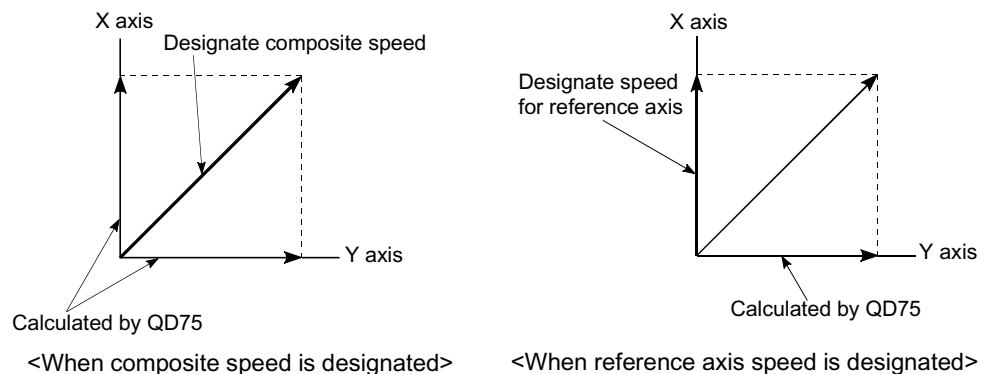 X axis
Designate composite speed
Y axis
Calculated by QD75
<When composite speed is designated>
X axis
Designate speed
for reference axis
Y axis
Calculated by QD75
<When reference axis speed is designated>